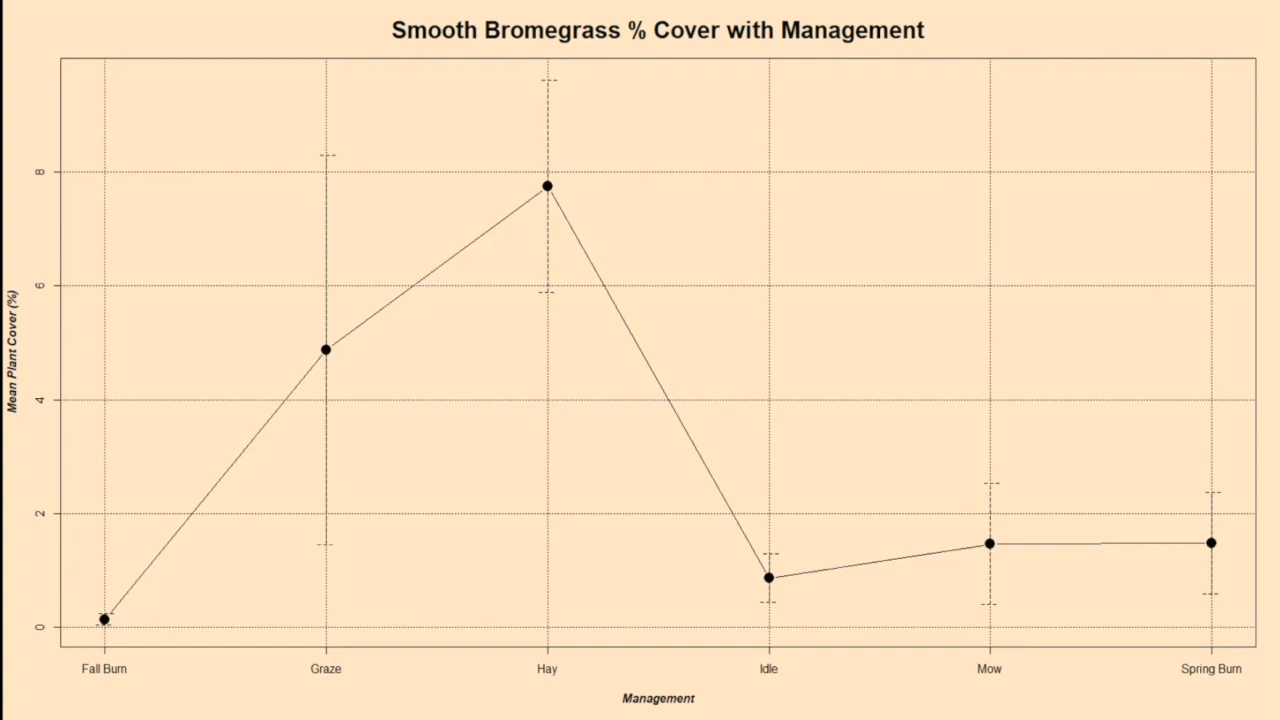 Smooth Bromegrass % Cover with Management
Mean Plant Cover (%)
8
6
4
2
0
Fall Burn Graze Hay Idle Mow Spring Burn
Management